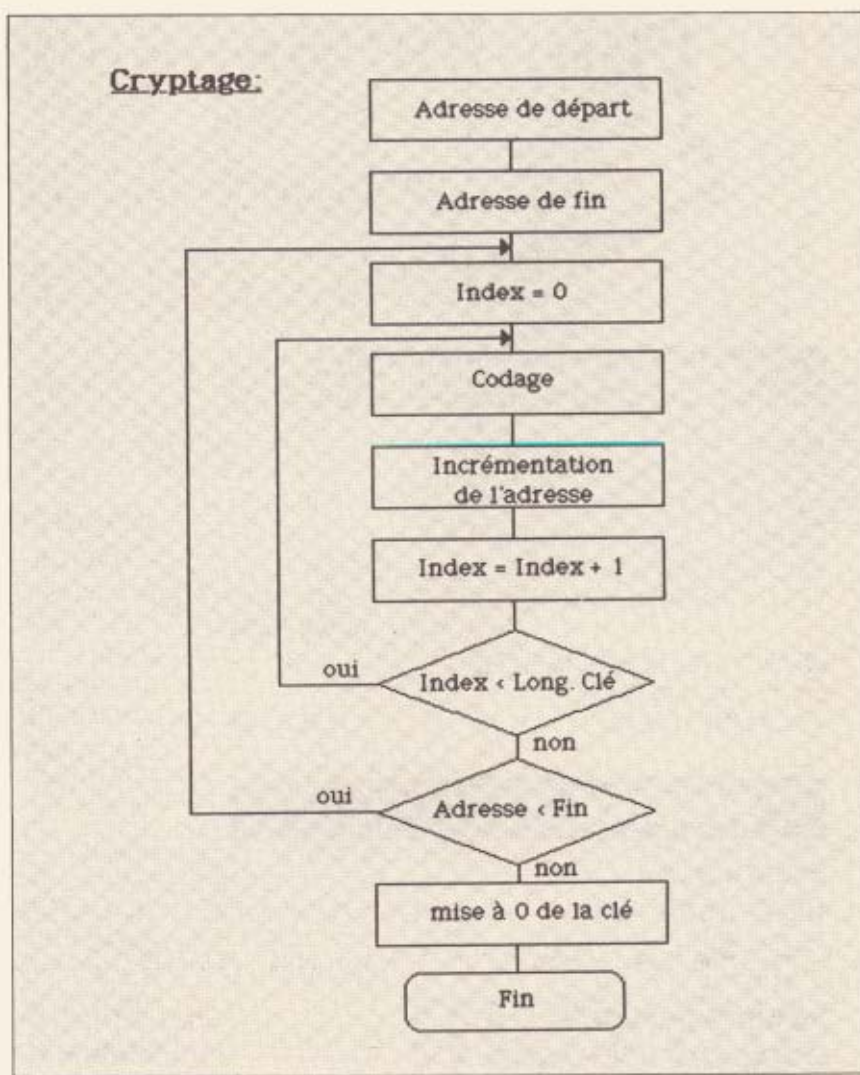 Cryptage:
Adresse de départ
Adresse de fin
Index = 0
Codage
Incrémentation
de l'adresse
Index = Index + 1
oui
Index < Long. Clé
non
oui
Adresse < Fin
non
mise à 0 de la clé
Fin